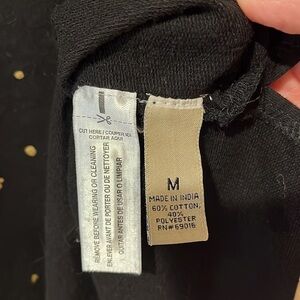 CUT HERE / COUPER ICI
CORTAR AQUI
REMOVE BEFORE WEARING OR CLEANING
ENLEVER AVANT DE PORTER OU DE NETTOYER
QUITAR ANTES DE USAR O LIMPIAR
M
MADE IN INDIA
60% COTTON,
40%
POLYESTER
RN#69016